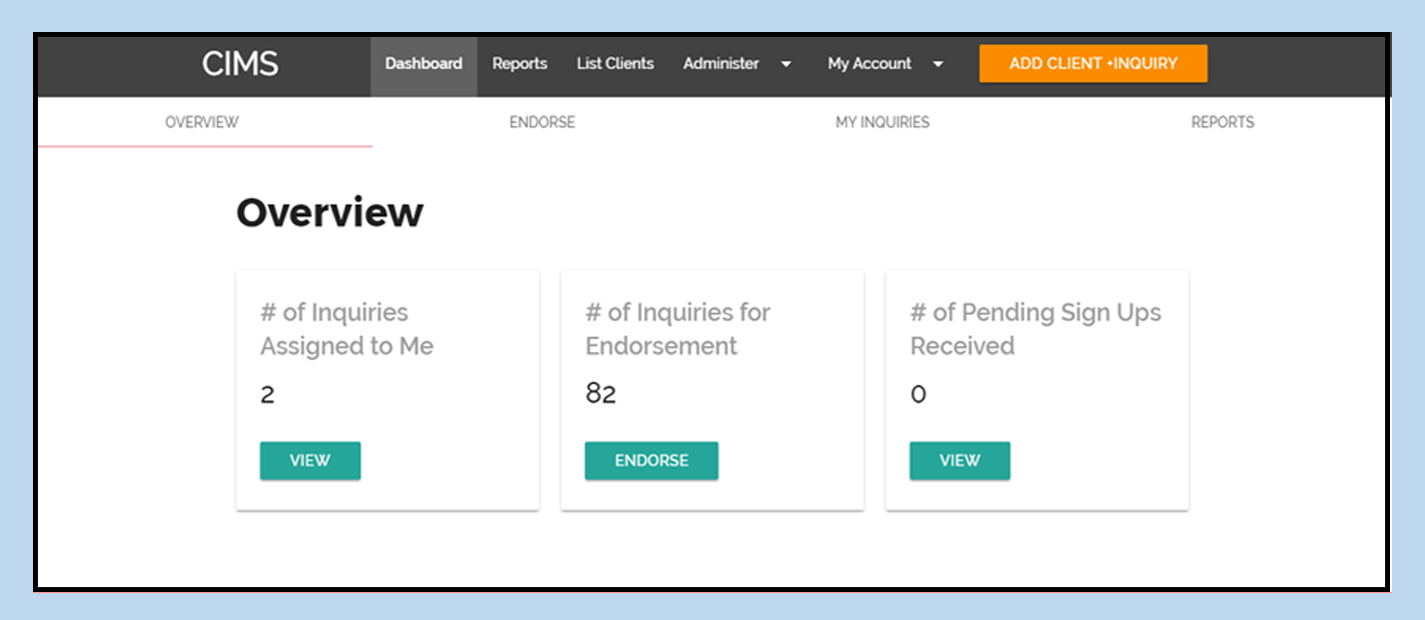 CIMS Dashboard Reports List Clients Administer My Account ADD CLIENT +INQUIRY
OVERVIEW ENDORSE MY INQUIRIES REPORTS
Overview
# of Inquiries
Assigned to Me
2
VIEW
# of Inquiries for
Endorsement
82
ENDORSE
# of Pending Sign Ups
Received
0
VIEW